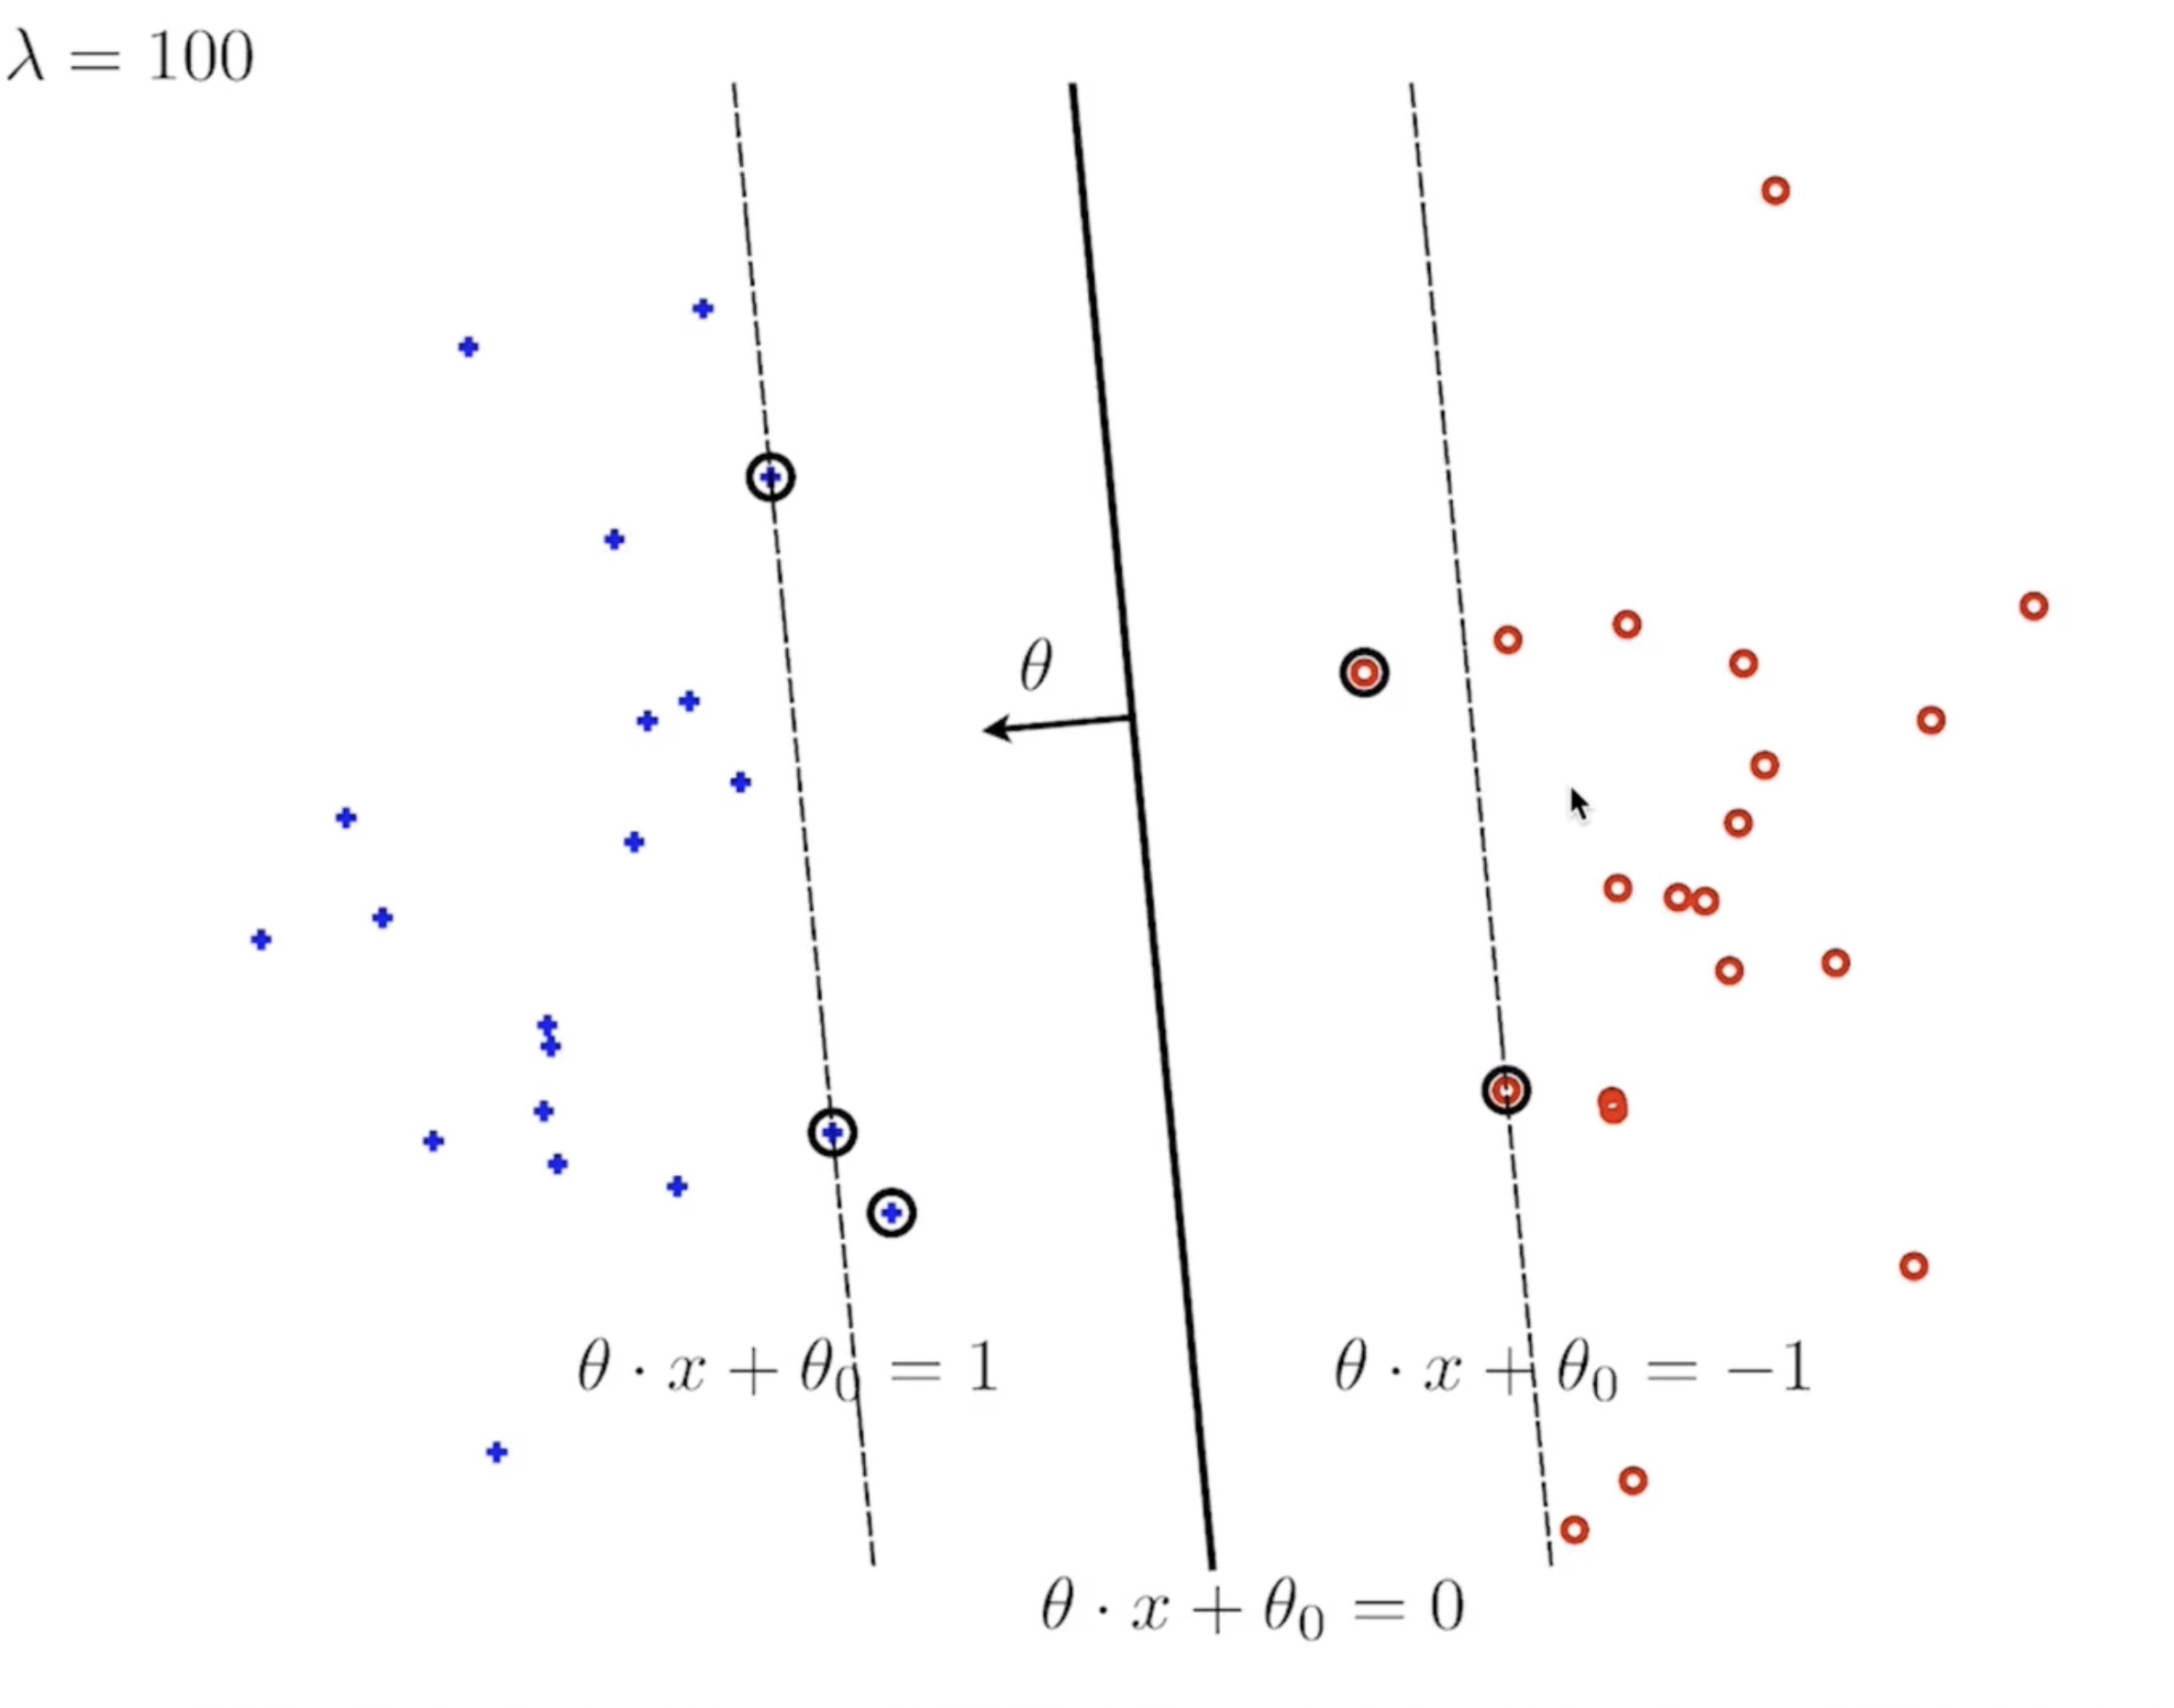 λ = 100
θ
θ · x + θ₀ = 1
θ · x + θ₀ = −1
θ · x + θ₀ = 0